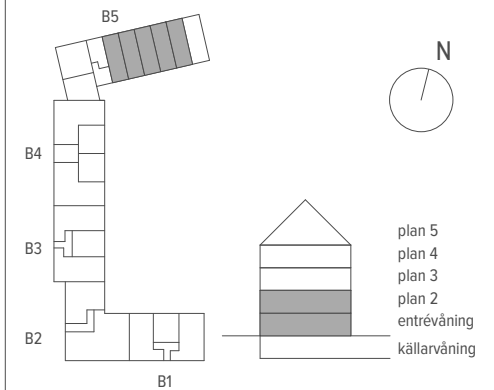 B5
N
B4
B3
B2
B1
plan 5
plan 4
plan 3
plan 2
entrévåning
källarvåning